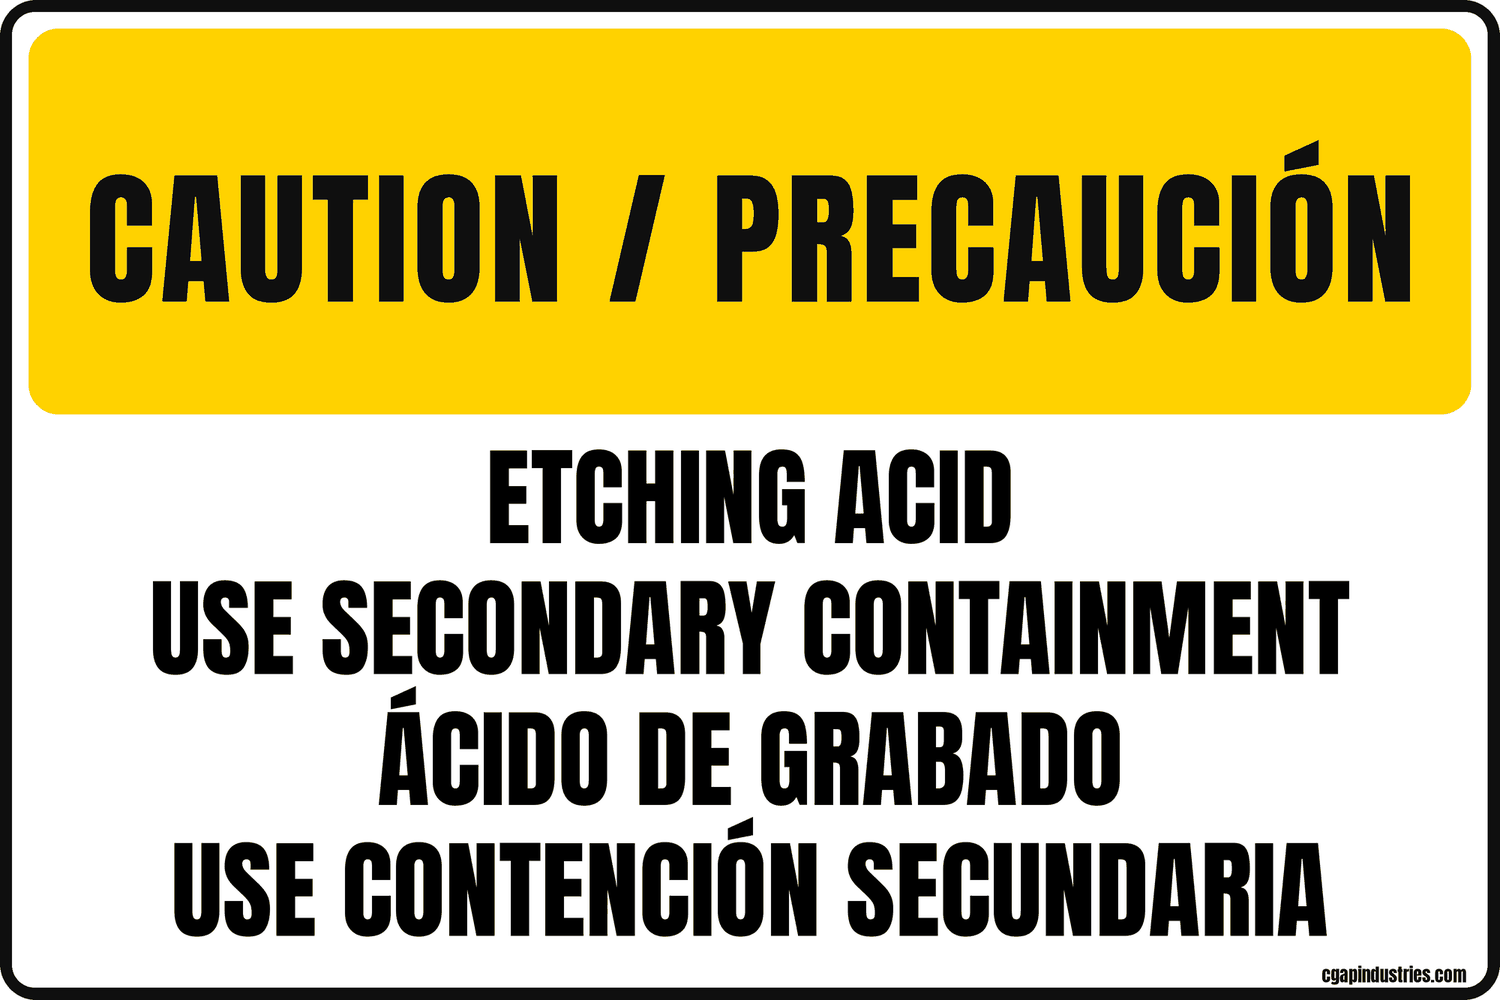 CAUTION / PRECAUCIÓN
ETCHING ACID
USE SECONDARY CONTAINMENT
ÁCIDO DE GRABADO
USE CONTENCIÓN SECUNDARIA
cgapindustries.com